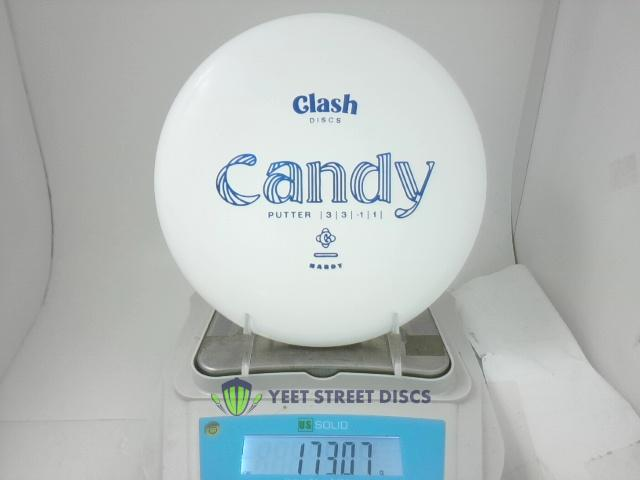 Clash
DISCS
Candy
PUTTER | 3 | 3 | -1 | 1 |
HARDY
YEET STREET DISCS
US SOLID
173.07 g